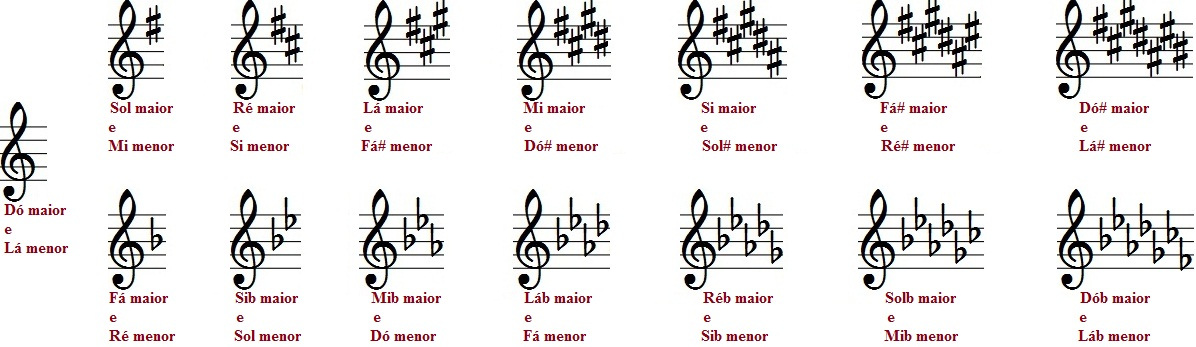 Sol maior
e
Mi menor
Ré maior
e
Si menor
Lá maior
e
Fá# menor
Mi maior
e
Dó# menor
Si maior
e
Sol# menor
Fá# maior
e
Ré# menor
Dó# maior
e
Lá# menor
Dó maior
e
Lá menor
Fá maior
e
Ré menor
Sib maior
e
Sol menor
Mib maior
e
Dó menor
Láb maior
e
Fá menor
Réb maior
e
Sib menor
Solb maior
e
Mib menor
Dób maior
e
Láb menor